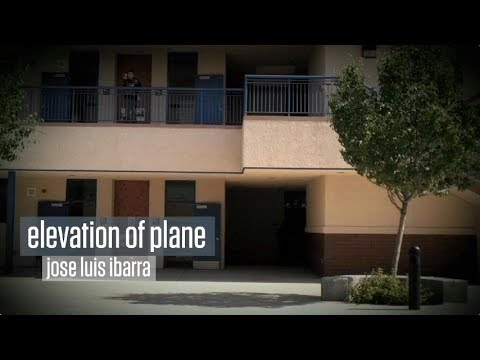 elevation of plane
jose luis ibarra